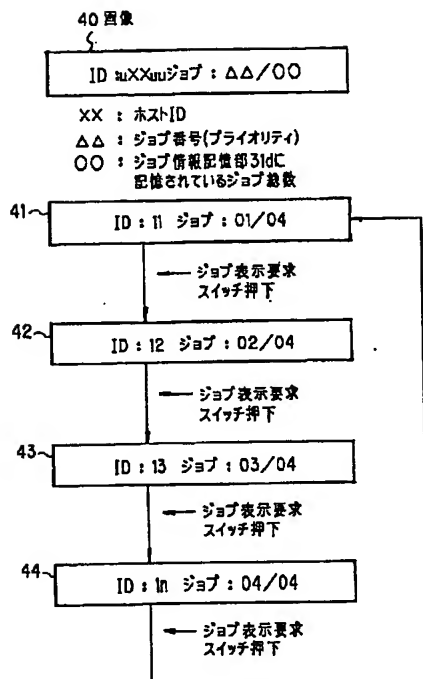 40 画像
ID:uXXuuジョブ:△△/○○
XX : ホストID
△△ : ジョブ番号(プライオリティ)
○○ : ジョブ情報記憶部31dに
記憶されているジョブ総数
41
ID:11 ジョブ:01/04
ジョブ表示要求
スイッチ押下
42
ID:12 ジョブ:02/04
ジョブ表示要求
スイッチ押下
43
ID:13 ジョブ:03/04
ジョブ表示要求
スイッチ押下
44
ID:1n ジョブ:04/04
ジョブ表示要求
スイッチ押下